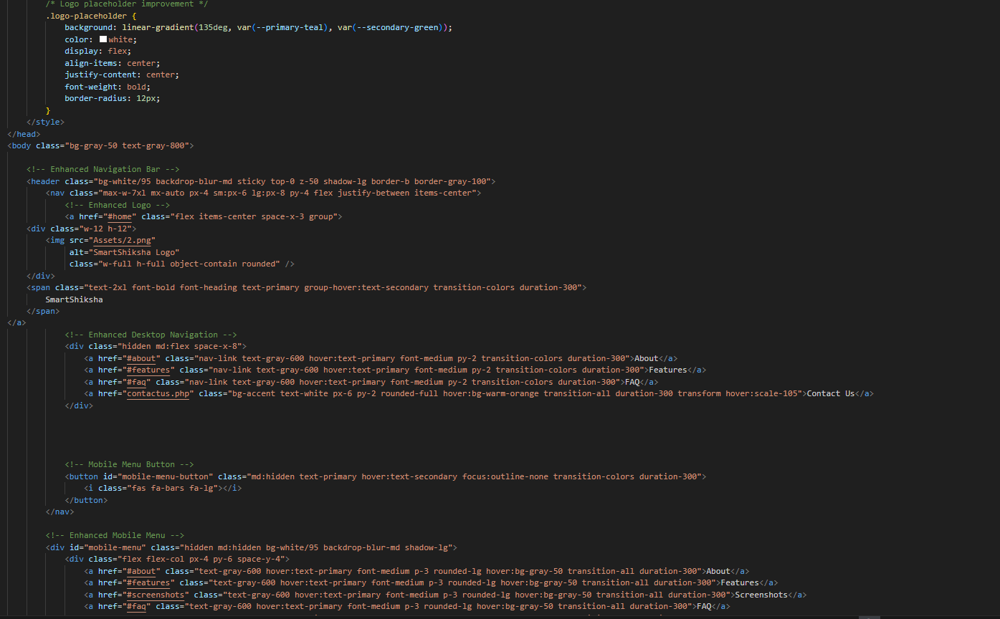 /* Logo placeholder improvement */
.logo-placeholder {
background: linear-gradient(135deg, var(--primary-teal), var(--secondary-green));
color: white;
display: flex;
align-items: center;
justify-content: center;
font-weight: bold;
border-radius: 12px;
}
</style>
</head>
<body class="bg-gray-50 text-gray-800">
<!-- Enhanced Navigation Bar -->
<header class="bg-white/95 backdrop-blur-md sticky top-0 z-50 shadow-lg border-b border-gray-100">
<nav class="max-w-7xl mx-auto px-4 sm:px-6 lg:px-8 py-4 flex justify-between items-center">
<!-- Enhanced Logo -->
<a href="#home" class="flex items-center space-x-3 group">
<div class="w-12 h-12">
<img src="Assets/2.png"
alt="SmartShiksha Logo"
class="w-full h-full object-contain rounded" />
</div>
<span class="text-2xl font-bold font-heading text-primary group-hover:text-secondary transition-colors duration-300">
SmartShiksha
</span>
</a>
<!-- Enhanced Desktop Navigation -->
<div class="hidden md:flex space-x-8">
<a href="#about" class="nav-link text-gray-600 hover:text-primary font-medium py-2 transition-colors duration-300">About</a>
<a href="#features" class="nav-link text-gray-600 hover:text-primary font-medium py-2 transition-colors duration-300">Features</a>
<a href="#faq" class="nav-link text-gray-600 hover:text-primary font-medium py-2 transition-colors duration-300">FAQ</a>
<a href="contactus.php" class="bg-accent text-white px-6 py-2 rounded-full hover:bg-warm-orange transition-all duration-300 transform hover:scale-105">Contact Us</a>
</div>
<!-- Mobile Menu Button -->
<button id="mobile-menu-button" class="md:hidden text-primary hover:text-secondary focus:outline-none transition-colors duration-300">
<i class="fas fa-bars fa-lg"></i>
</button>
</nav>
<!-- Enhanced Mobile Menu -->
<div id="mobile-menu" class="hidden md:hidden bg-white/95 backdrop-blur-md shadow-lg">
<div class="flex flex-col px-4 py-6 space-y-4">
<a href="#about" class="text-gray-600 hover:text-primary font-medium p-3 rounded-lg hover:bg-gray-50 transition-all duration-300">About</a>
<a href="#features" class="text-gray-600 hover:text-primary font-medium p-3 rounded-lg hover:bg-gray-50 transition-all duration-300">Features</a>
<a href="#screenshots" class="text-gray-600 hover:text-primary font-medium p-3 rounded-lg hover:bg-gray-50 transition-all duration-300">Screenshots</a>
<a href="#faq" class="text-gray-600 hover:text-primary font-medium p-3 rounded-lg hover:bg-gray-50 transition-all duration-300">FAQ</a>